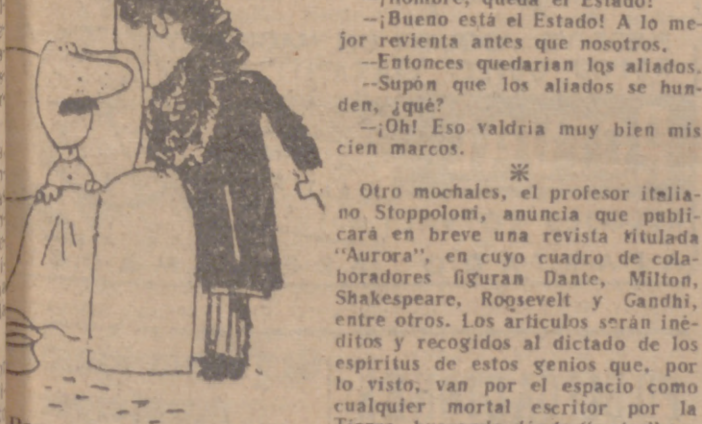 ¡Hombre, queda el Estado!
—¡Bueno está el Estado! A lo me-
jor revienta antes que nosotros.
—Entonces quedarían los aliados.
—Supón que los aliados se hun-
den, ¿qué?
—¡Oh! Eso valdría muy bien mis
cien marcos.
Otro mochales, el profesor italia-
no Stoppoloni, anuncia que publi-
cará en breve una revista titulada
"Aurora", en cuyo cuadro de cola-
boradores figuran Dante, Milton,
Shakespeare, Roosevelt y Gandhi,
entre otros. Los artículos serán iné-
ditos y recogidos al dictado de los
espíritus de estos genios que, por
lo visto, van por el espacio como
cualquier mortal escritor por la